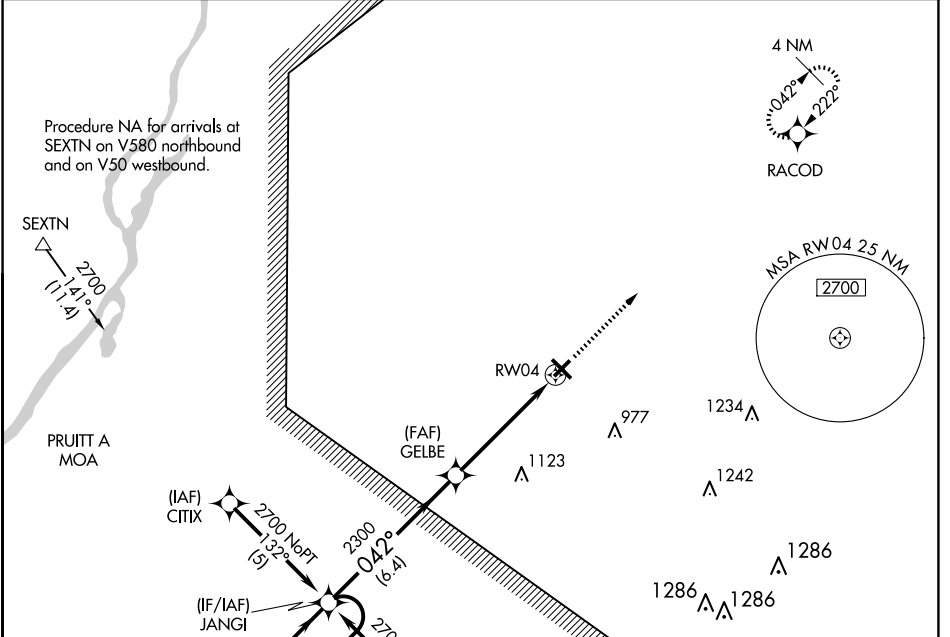 4 NM
042°
222°
RACOD
Procedure NA for arrivals at
SEXTN on V580 northbound
and on V50 westbound.
SEXTN
2700
141°
(11.4)
MSA RW04 25 NM
2700
RW04
977
1234
(FAF)
GELBE
1123
1242
PRUITT A
MOA
(IAF)
CITIX
2700 NoPT
132°
(5)
2300
042°
(6.4)
1286
1286
1286
(IF/IAF)
JANGI